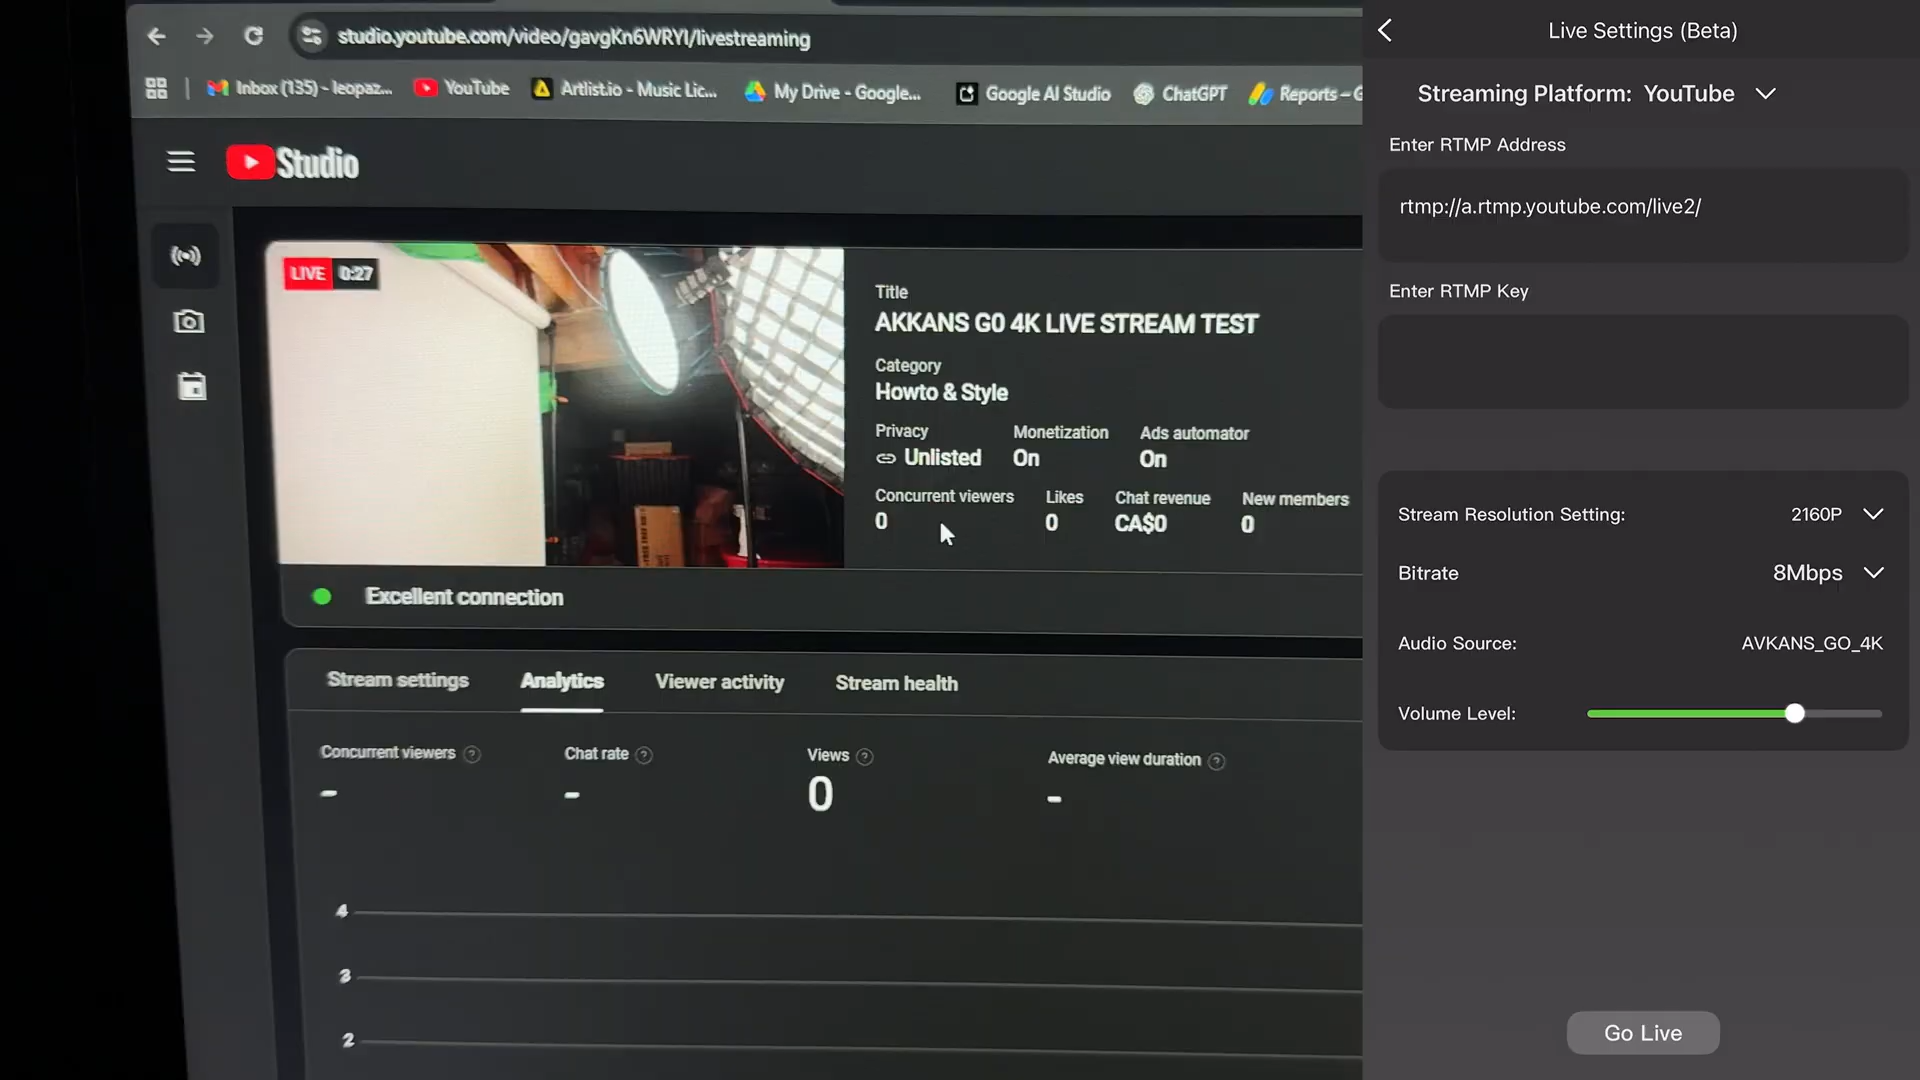 studio.youtube.com/video/gavgKn6WRYI/livestreaming
Inbox (135) - leopaz...
YouTube
Artlist.io - Music Lic...
My Drive - Google...
Google AI Studio
ChatGPT
Reports – G
Studio
LIVE 0:27
Title
AKKANS GO 4K LIVE STREAM TEST
Category
Howto & Style
Privacy
Monetization
Ads automator
Unlisted
On
On
Concurrent viewers
Likes
Chat revenue
New members
0
0
CA$0
0
Excellent connection
Stream settings
Analytics
Viewer activity
Stream health
Concurrent viewers
Chat rate
Views
Average view duration
-
-
0
-
4
3
2
Live Settings (Beta)
Streaming Platform: YouTube
Enter RTMP Address
rtmp://a.rtmp.youtube.com/live2/
Enter RTMP Key
Stream Resolution Setting: 2160P
Bitrate 8Mbps
Audio Source: AVKANS_GO_4K
Volume Level:
Go Live